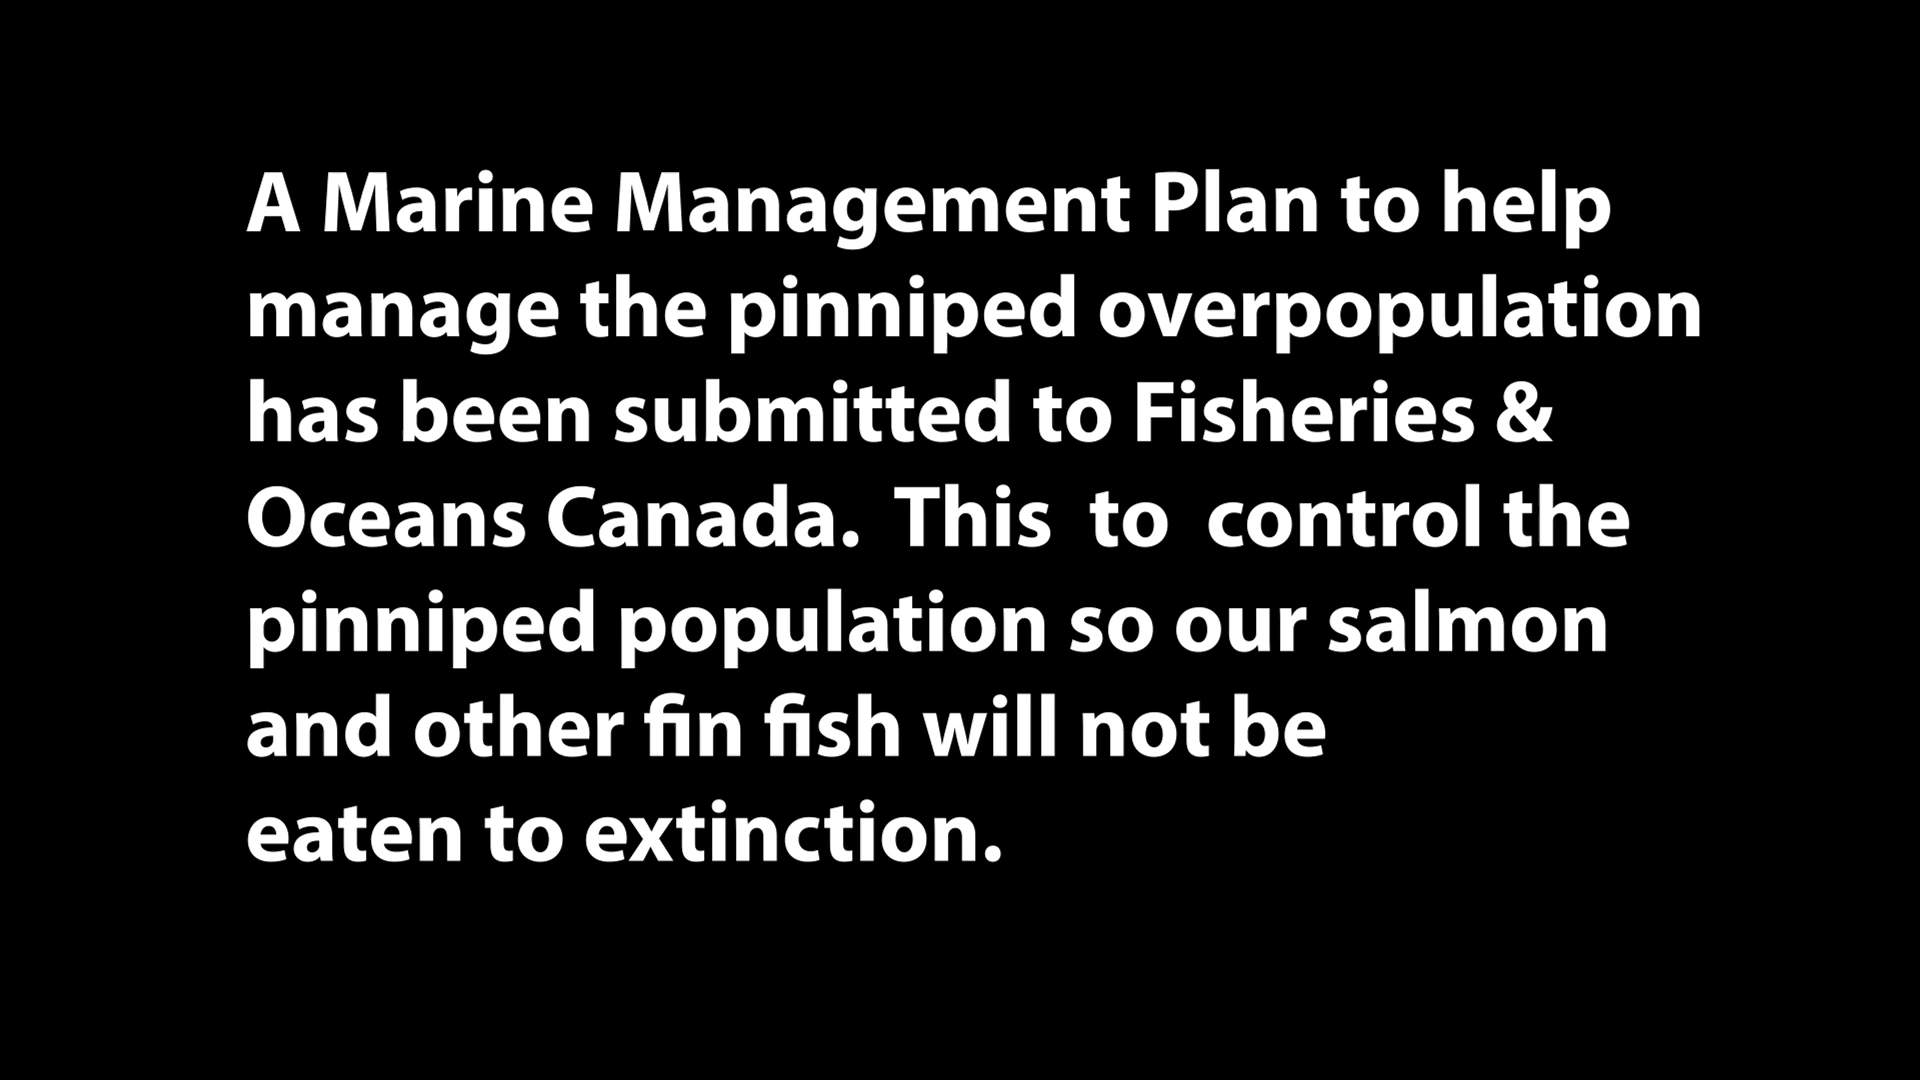 A Marine Management Plan to help
manage the pinniped overpopulation
has been submitted to Fisheries &
Oceans Canada.  This  to  control the
pinniped population so our salmon
and other fin fish will not be
eaten to extinction.